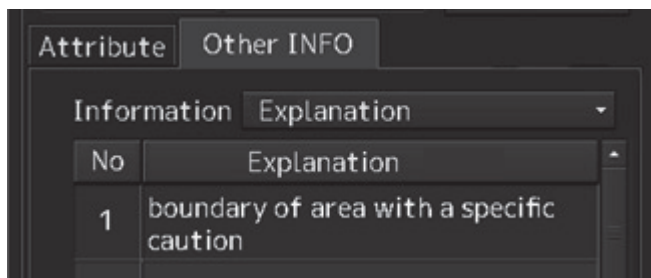 Attribute Other INFO
Information Explanation
No Explanation
1 boundary of area with a specific
caution